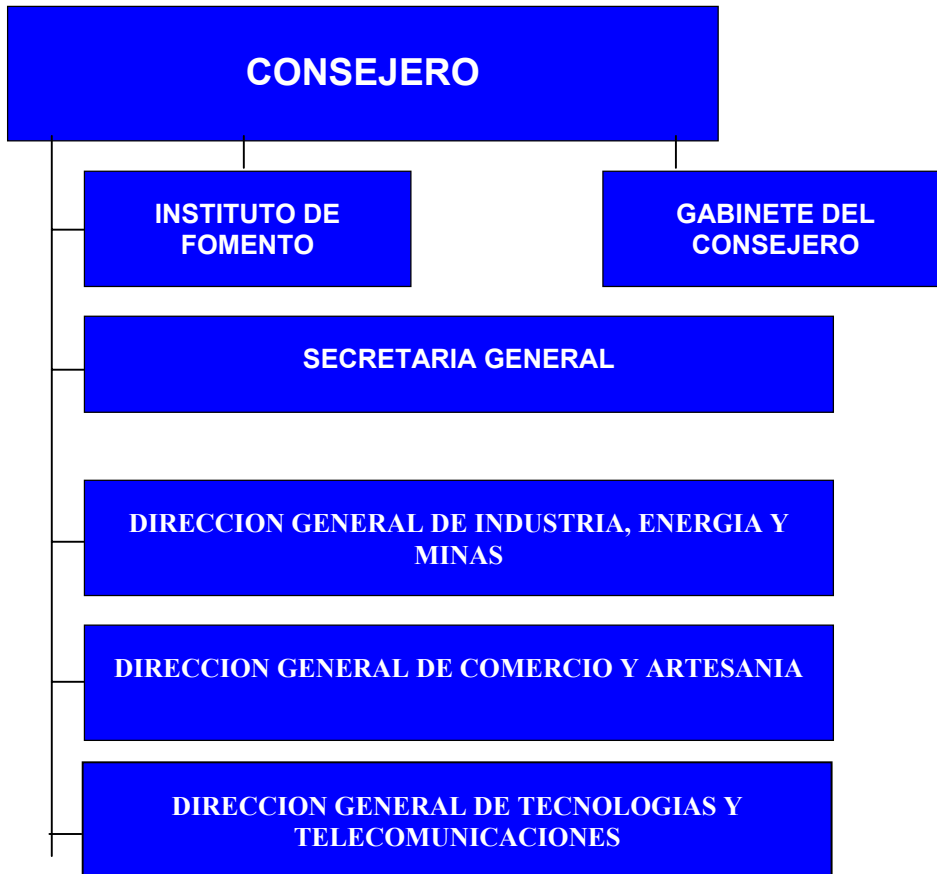 CONSEJERO
INSTITUTO DE
FOMENTO
GABINETE DEL
CONSEJERO
SECRETARIA GENERAL
DIRECCION GENERAL DE INDUSTRIA, ENERGIA Y
MINAS
DIRECCION GENERAL DE COMERCIO Y ARTESANIA
DIRECCION GENERAL DE TECNOLOGIAS Y
TELECOMUNICACIONES